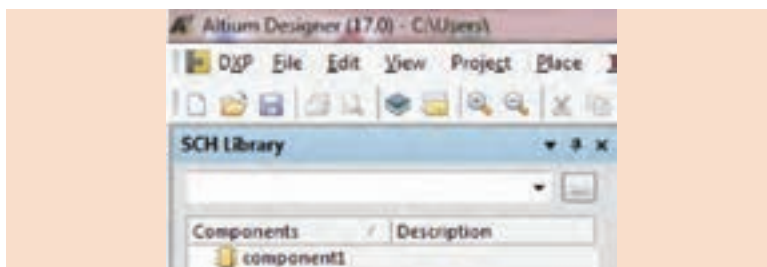 Altium Designer (17.0) - C:\Users\
DXP File Edit View Project Place
SCH Library
...
Components / Description
component1